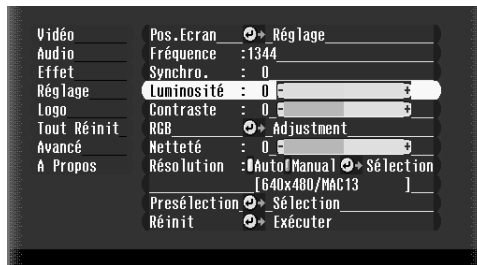 Vidéo
Audio
Effet
Réglage
Logo
Tout Réinit
Avancé
A Propos
Pos.Ecran Réglage
Fréquence :1344
Synchro. : 0
Luminosité : 0 - +
Contraste : 0 - +
RGB Adjustment
Netteté : 0 - +
Résolution : Auto Manual Sélection
[640x480/MAC13 ]
Presélection Sélection
Réinit Exécuter